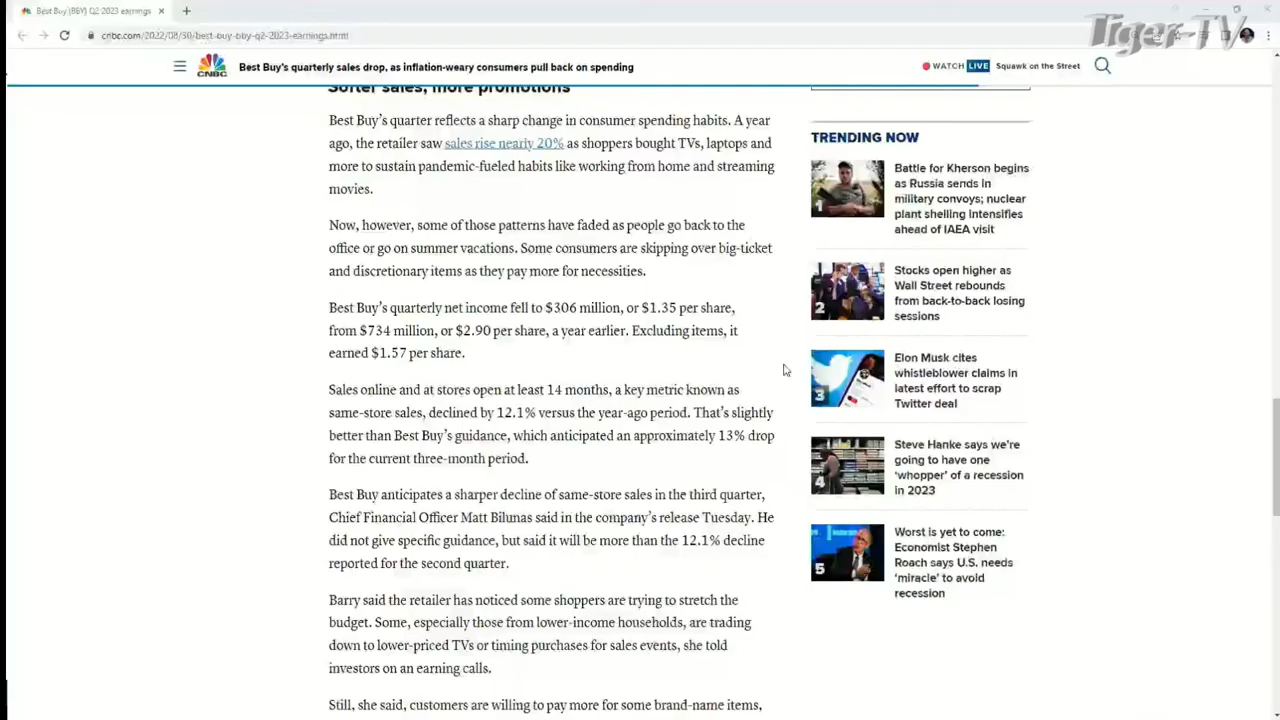 Best Buy (BBY) Q2 2023 earnings
Tiger-TV
cnbc.com/2022/08/30/best-buy-bby-q2-2023-earnings.html
CNBC
Best Buy's quarterly sales drop, as inflation-weary consumers pull back on spending
WATCH LIVE Squawk on the Street
Softer sales, more promotions
Best Buy's quarter reflects a sharp change in consumer spending habits. A year
ago, the retailer saw sales rise nearly 20% as shoppers bought TVs, laptops and
more to sustain pandemic-fueled habits like working from home and streaming
movies.
Now, however, some of those patterns have faded as people go back to the
office or go on summer vacations. Some consumers are skipping over big-ticket
and discretionary items as they pay more for necessities.
Best Buy's quarterly net income fell to $306 million, or $1.35 per share,
from $734 million, or $2.90 per share, a year earlier. Excluding items, it
earned $1.57 per share.
Sales online and at stores open at least 14 months, a key metric known as
same-store sales, declined by 12.1% versus the year-ago period. That's slightly
better than Best Buy's guidance, which anticipated an approximately 13% drop
for the current three-month period.
Best Buy anticipates a sharper decline of same-store sales in the third quarter,
Chief Financial Officer Matt Bilunas said in the company's release Tuesday. He
did not give specific guidance, but said it will be more than the 12.1% decline
reported for the second quarter.
Barry said the retailer has noticed some shoppers are trying to stretch the
budget. Some, especially those from lower-income households, are trading
down to lower-priced TVs or timing purchases for sales events, she told
investors on an earning calls.
Still, she said, customers are willing to pay more for some brand-name items,
TRENDING NOW
1
Battle for Kherson begins
as Russia sends in
military convoys; nuclear
plant shelling intensifies
ahead of IAEA visit
2
Stocks open higher as
Wall Street rebounds
from back-to-back losing
sessions
3
Elon Musk cites
whistleblower claims in
latest effort to scrap
Twitter deal
4
Steve Hanke says we're
going to have one
'whopper' of a recession
in 2023
5
Worst is yet to come:
Economist Stephen
Roach says U.S. needs
'miracle' to avoid
recession